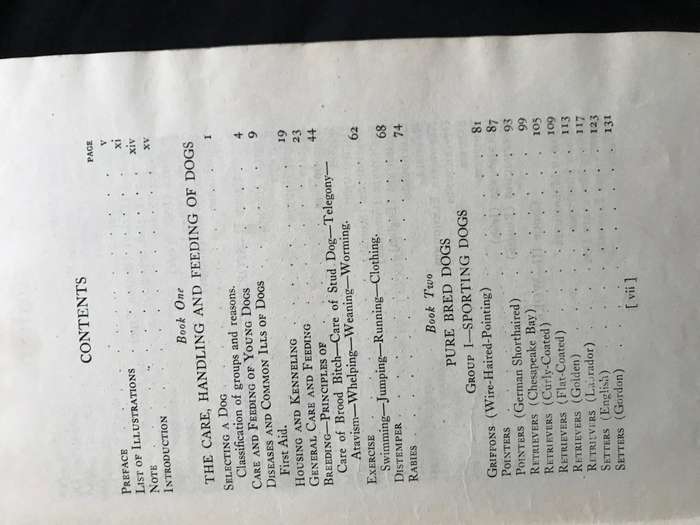 CONTENTS
PAGE
PREFACE . . . . . . . . . . v
LIST OF ILLUSTRATIONS . . . . . . . xi
NOTE . . . . . . . . . . xiv
INTRODUCTION . . . . . . . . . xv
Book One
THE CARE, HANDLING AND FEEDING OF DOGS
SELECTING A DOG . . . . . . . . 1
Classification of groups and reasons.
CARE AND FEEDING OF YOUNG DOGS . . . . 4
DISEASES AND COMMON ILLS OF DOGS . . . . 9
First Aid.
HOUSING AND KENNELING . . . . . . 19
GENERAL CARE AND FEEDING . . . . . . 23
BREEDING—PRINCIPLES OF . . . . . . 44
Care of Brood Bitch—Care of Stud Dog—Telegony—
Atavism—Whelping—Weaning—Worming.
EXERCISE . . . . . . . . . . 62
Swimming—Jumping—Running—Clothing.
DISTEMPER . . . . . . . . . 68
RABIES . . . . . . . . . . 74
Book Two
PURE BRED DOGS
GROUP I—SPORTING DOGS
GRIFFONS (Wire-Haired-Pointing) . . . . . 81
POINTERS . . . . . . . . . . 87
POINTERS (German Shorthaired) . . . . . 93
RETRIEVERS (Chesapeake Bay) . . . . . . 99
RETRIEVERS (Curly-Coated) . . . . . . 105
RETRIEVERS (Flat-Coated) . . . . . . 109
RETRIEVERS (Golden) . . . . . . . 113
RETRIEVERS (Labrador) . . . . . . . 117
SETTERS (English) . . . . . . . . 123
SETTERS (Gordon) . . . . . . . . 131
[ vii ]